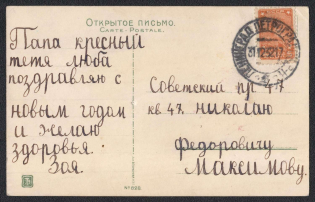 Открытое письмо.
Carte-Postale.
Папа кресный
тетя люба
поздравляю с
новым годом
и желаю
здоровья.
Зоя.
Советский пр 47
кв 47. николаю
Федоровичу
Максимову.